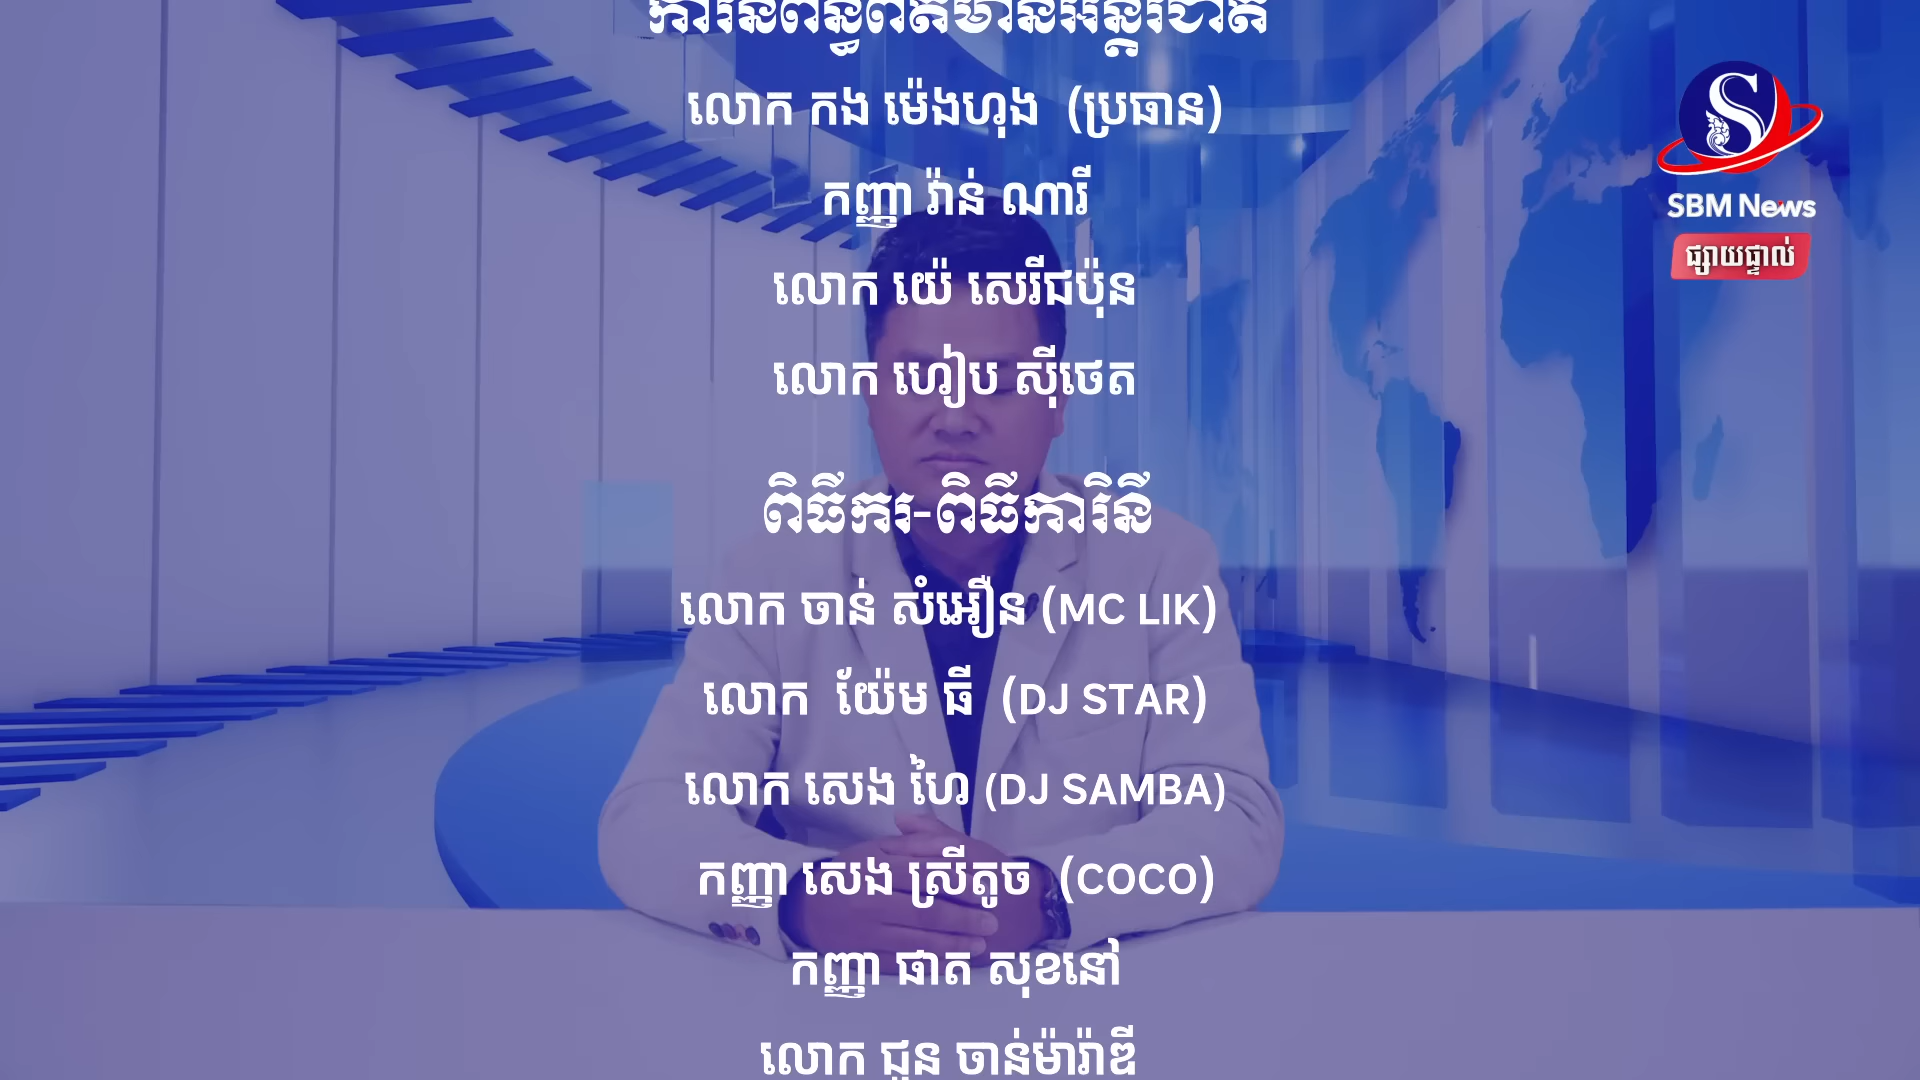 លោក កង ម៉េងហុង (ប្រធាន)
កញ្ញា វ៉ាន់ ណារី
លោក យ៉េ សេរីជប៉ុន
លោក ហៀប ស៊ីថេត
ពិធីករ-ពិធីការិនី
លោក ចាន់ សំអឿន (MC LIK)
លោក យ៉ែម ធី (DJ STAR)
លោក សេង ហៃ (DJ SAMBA)
កញ្ញា សេង ស្រីតូច (COCO)
កញ្ញា ផាត សុខនៅ
លោក ជួន ចាន់ម៉ារ៉ាឌី
SBM News
ផ្សាយផ្ទាល់